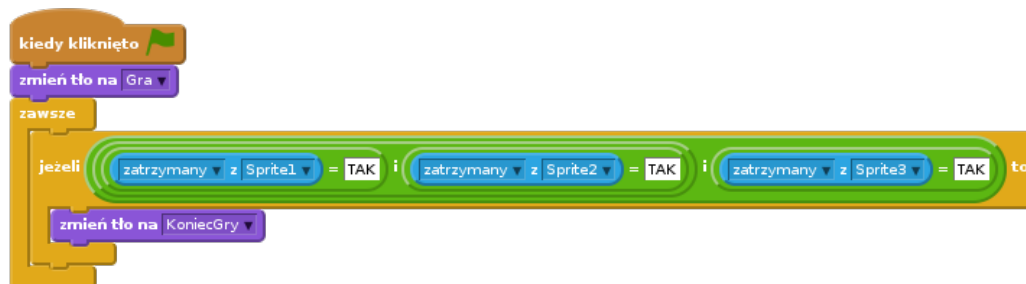 kiedy kliknięto
zmień tło na Gra
zawsze
jeżeli zatrzymany z Sprite1 = TAK i zatrzymany z Sprite2 = TAK i zatrzymany z Sprite3 = TAK to
zmień tło na KoniecGry